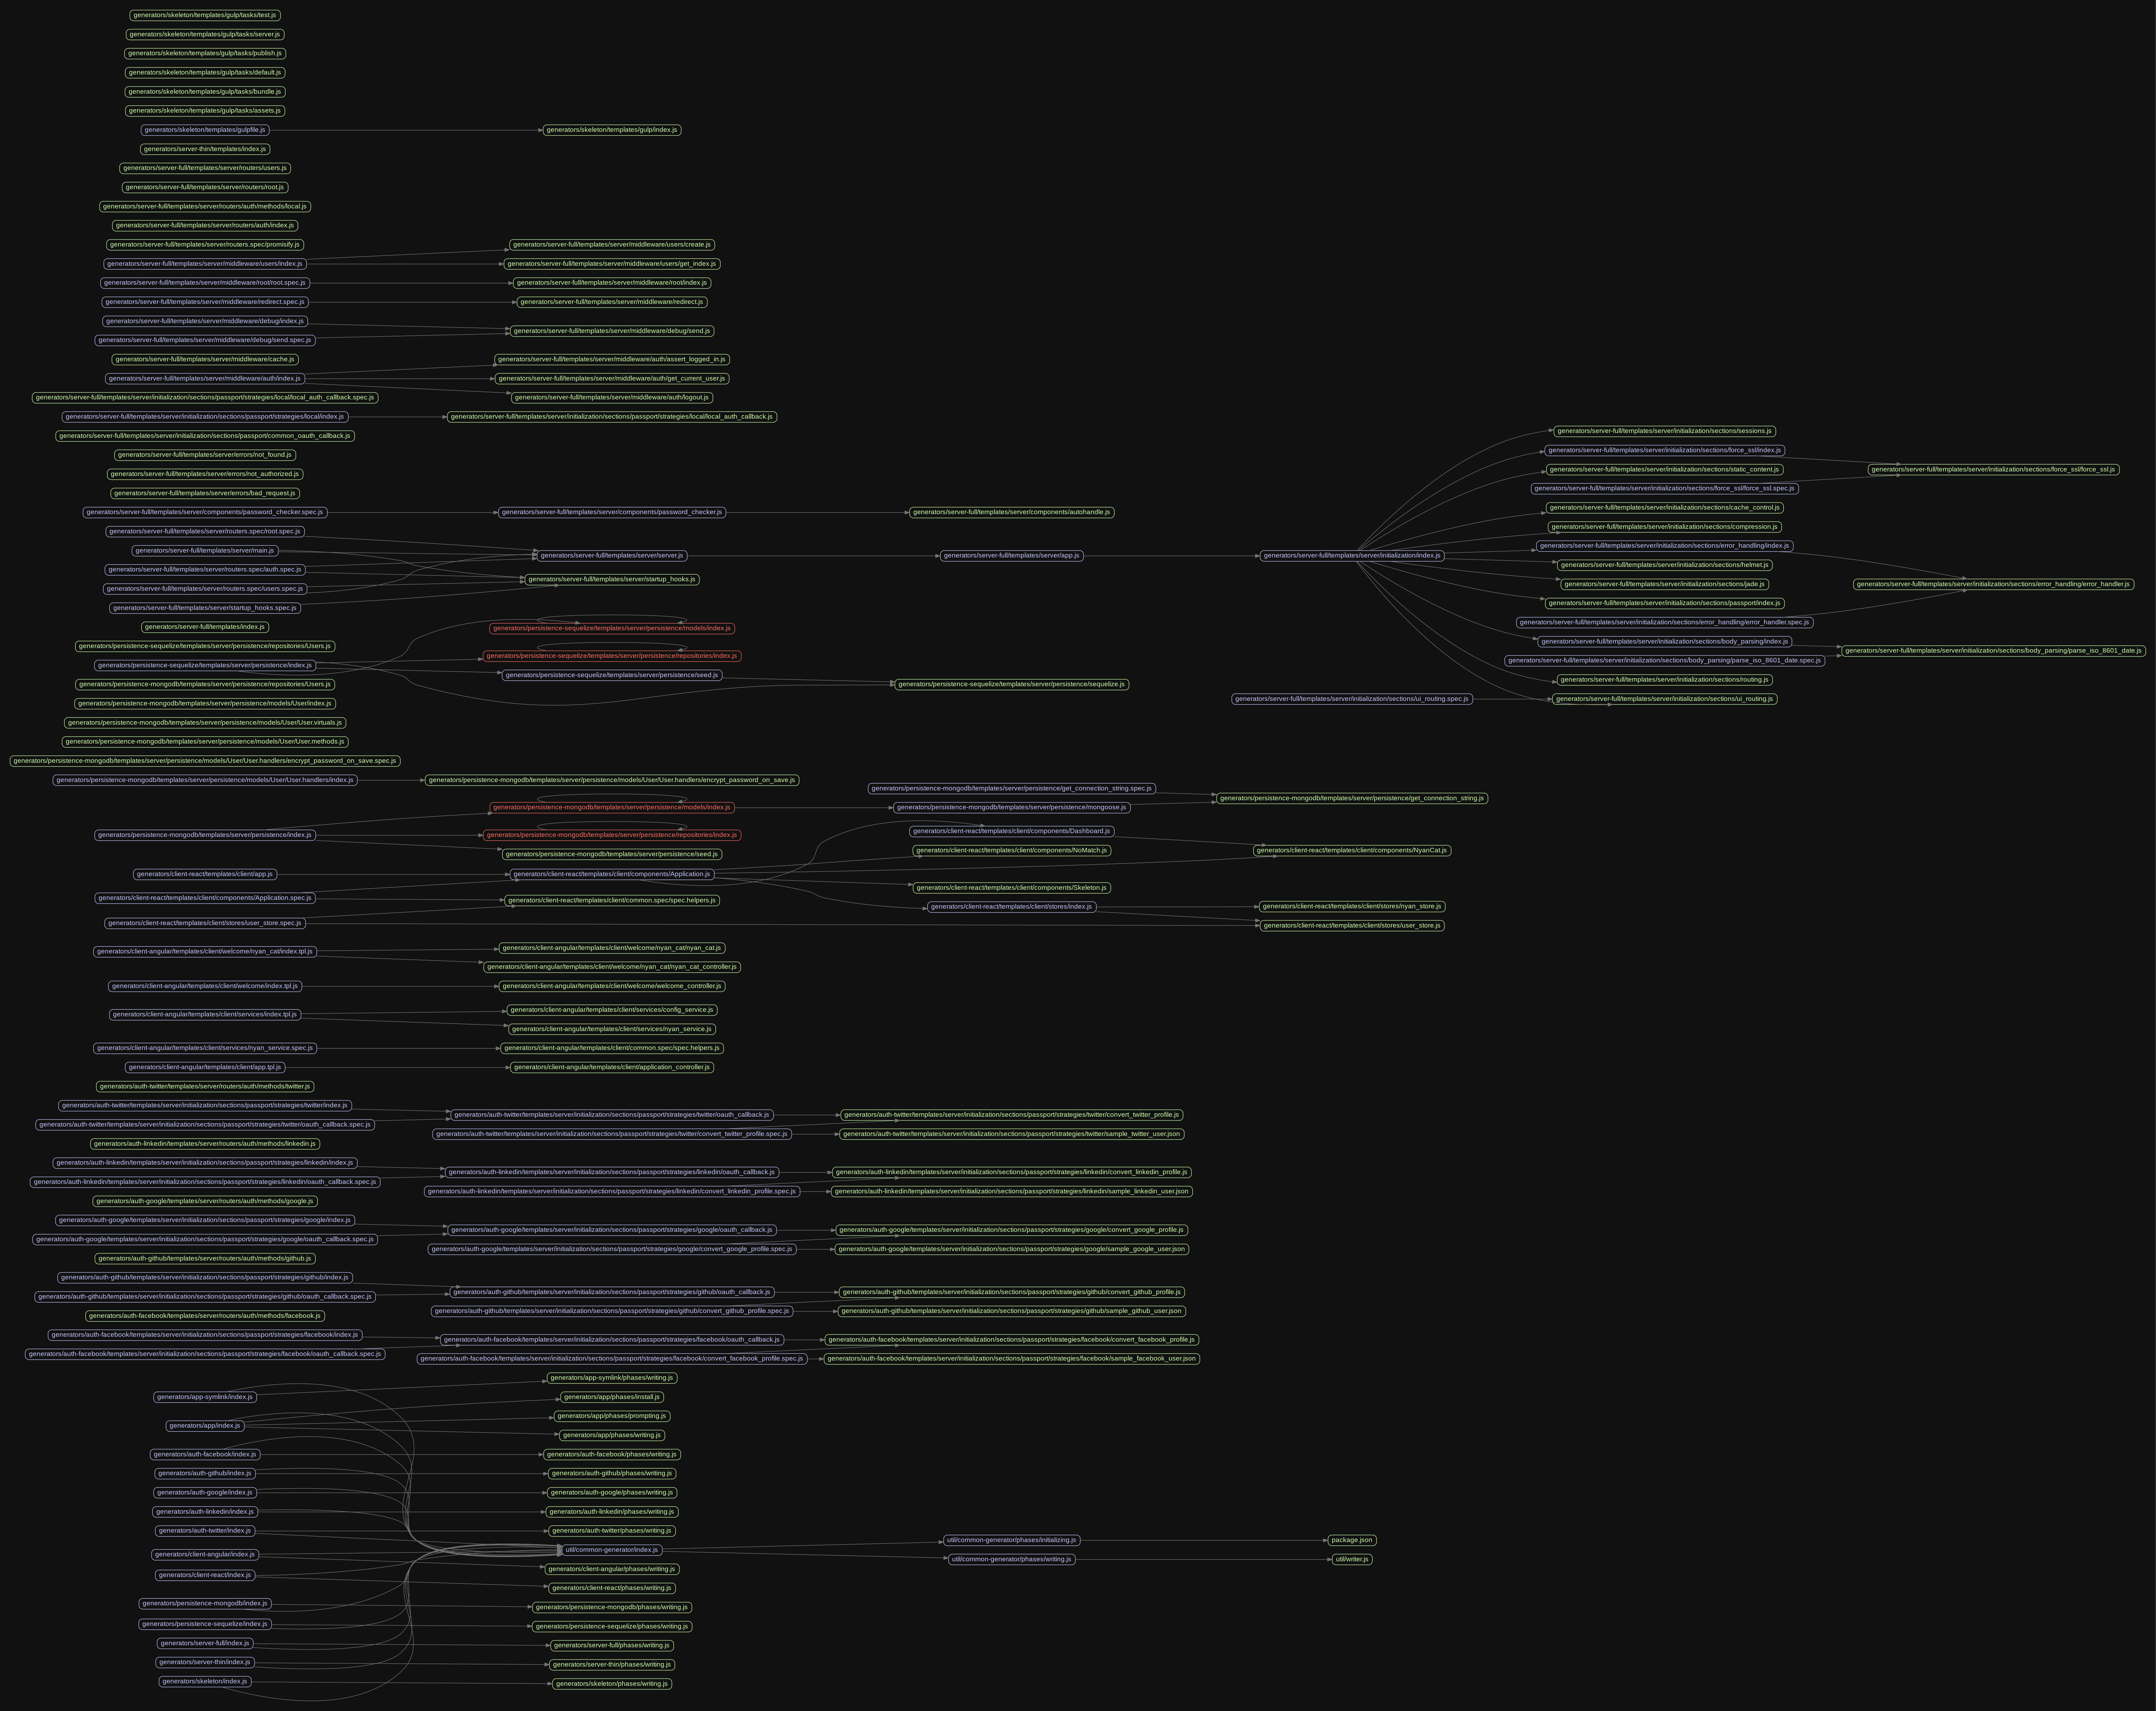 generators/skeleton/templates/gulp/tasks/test.js
generators/skeleton/templates/gulp/tasks/server.js
generators/skeleton/templates/gulp/tasks/publish.js
generators/skeleton/templates/gulp/tasks/default.js
generators/skeleton/templates/gulp/tasks/bundle.js
generators/skeleton/templates/gulp/tasks/assets.js
generators/skeleton/templates/gulpfile.js
generators/skeleton/templates/gulp/index.js
generators/server-thin/templates/index.js
generators/server-full/templates/server/routers/users.js
generators/server-full/templates/server/routers/root.js
generators/server-full/templates/server/routers/auth/methods/local.js
generators/server-full/templates/server/routers/auth/index.js
generators/server-full/templates/server/routers.spec/promisify.js
generators/server-full/templates/server/middleware/users/create.js
generators/server-full/templates/server/middleware/users/index.js
generators/server-full/templates/server/middleware/users/get_index.js
generators/server-full/templates/server/middleware/root/root.spec.js
generators/server-full/templates/server/middleware/root/index.js
generators/server-full/templates/server/middleware/redirect.spec.js
generators/server-full/templates/server/middleware/redirect.js
generators/server-full/templates/server/middleware/debug/index.js
generators/server-full/templates/server/middleware/debug/send.js
generators/server-full/templates/server/middleware/debug/send.spec.js
generators/server-full/templates/server/middleware/cache.js
generators/server-full/templates/server/middleware/auth/assert_logged_in.js
generators/server-full/templates/server/middleware/auth/index.js
generators/server-full/templates/server/middleware/auth/get_current_user.js
generators/server-full/templates/server/initialization/sections/passport/strategies/local/local_auth_callback.spec.js
generators/server-full/templates/server/middleware/auth/logout.js
generators/server-full/templates/server/initialization/sections/passport/strategies/local/index.js
generators/server-full/templates/server/initialization/sections/passport/strategies/local/local_auth_callback.js
generators/server-full/templates/server/initialization/sections/passport/common_oauth_callback.js
generators/server-full/templates/server/errors/not_found.js
generators/server-full/templates/server/errors/not_authorized.js
generators/server-full/templates/server/errors/bad_request.js
generators/server-full/templates/server/components/password_checker.spec.js
generators/server-full/templates/server/components/password_checker.js
generators/server-full/templates/server/components/autohandle.js
generators/server-full/templates/server/routers.spec/root.spec.js
generators/server-full/templates/server/main.js
generators/server-full/templates/server/server.js
generators/server-full/templates/server/app.js
generators/server-full/templates/server/initialization/index.js
generators/server-full/templates/server/routers.spec/auth.spec.js
generators/server-full/templates/server/startup_hooks.js
generators/server-full/templates/server/routers.spec/users.spec.js
generators/server-full/templates/server/startup_hooks.spec.js
generators/server-full/templates/server/initialization/sections/sessions.js
generators/server-full/templates/server/initialization/sections/force_ssl/index.js
generators/server-full/templates/server/initialization/sections/static_content.js
generators/server-full/templates/server/initialization/sections/force_ssl/force_ssl.js
generators/server-full/templates/server/initialization/sections/force_ssl/force_ssl.spec.js
generators/server-full/templates/server/initialization/sections/cache_control.js
generators/server-full/templates/server/initialization/sections/compression.js
generators/server-full/templates/server/initialization/sections/error_handling/index.js
generators/server-full/templates/server/initialization/sections/helmet.js
generators/server-full/templates/server/initialization/sections/jade.js
generators/server-full/templates/server/initialization/sections/error_handling/error_handler.js
generators/server-full/templates/server/initialization/sections/passport/index.js
generators/server-full/templates/server/initialization/sections/error_handling/error_handler.spec.js
generators/server-full/templates/server/initialization/sections/body_parsing/index.js
generators/server-full/templates/server/initialization/sections/body_parsing/parse_iso_8601_date.js
generators/server-full/templates/server/initialization/sections/body_parsing/parse_iso_8601_date.spec.js
generators/server-full/templates/server/initialization/sections/routing.js
generators/server-full/templates/server/initialization/sections/ui_routing.spec.js
generators/server-full/templates/server/initialization/sections/ui_routing.js
generators/server-full/templates/index.js
generators/persistence-sequelize/templates/server/persistence/models/index.js
generators/persistence-sequelize/templates/server/persistence/repositories/Users.js
generators/persistence-sequelize/templates/server/persistence/repositories/index.js
generators/persistence-sequelize/templates/server/persistence/index.js
generators/persistence-sequelize/templates/server/persistence/seed.js
generators/persistence-sequelize/templates/server/persistence/sequelize.js
generators/persistence-mongodb/templates/server/persistence/repositories/Users.js
generators/persistence-mongodb/templates/server/persistence/models/User/index.js
generators/persistence-mongodb/templates/server/persistence/models/User/User.virtuals.js
generators/persistence-mongodb/templates/server/persistence/models/User/User.methods.js
generators/persistence-mongodb/templates/server/persistence/models/User/User.handlers/encrypt_password_on_save.spec.js
generators/persistence-mongodb/templates/server/persistence/models/User/User.handlers/index.js
generators/persistence-mongodb/templates/server/persistence/models/User/User.handlers/encrypt_password_on_save.js
generators/persistence-mongodb/templates/server/persistence/get_connection_string.spec.js
generators/persistence-mongodb/templates/server/persistence/get_connection_string.js
generators/persistence-mongodb/templates/server/persistence/models/index.js
generators/persistence-mongodb/templates/server/persistence/mongoose.js
generators/persistence-mongodb/templates/server/persistence/index.js
generators/persistence-mongodb/templates/server/persistence/repositories/index.js
generators/persistence-mongodb/templates/server/persistence/seed.js
generators/client-react/templates/client/components/Dashboard.js
generators/client-react/templates/client/components/NoMatch.js
generators/client-react/templates/client/components/NyanCat.js
generators/client-react/templates/client/app.js
generators/client-react/templates/client/components/Application.js
generators/client-react/templates/client/components/Skeleton.js
generators/client-react/templates/client/components/Application.spec.js
generators/client-react/templates/client/common.spec/spec.helpers.js
generators/client-react/templates/client/stores/index.js
generators/client-react/templates/client/stores/nyan_store.js
generators/client-react/templates/client/stores/user_store.spec.js
generators/client-react/templates/client/stores/user_store.js
generators/client-angular/templates/client/welcome/nyan_cat/index.tpl.js
generators/client-angular/templates/client/welcome/nyan_cat/nyan_cat.js
generators/client-angular/templates/client/welcome/nyan_cat/nyan_cat_controller.js
generators/client-angular/templates/client/welcome/index.tpl.js
generators/client-angular/templates/client/welcome/welcome_controller.js
generators/client-angular/templates/client/services/index.tpl.js
generators/client-angular/templates/client/services/config_service.js
generators/client-angular/templates/client/services/nyan_service.js
generators/client-angular/templates/client/services/nyan_service.spec.js
generators/client-angular/templates/client/common.spec/spec.helpers.js
generators/client-angular/templates/client/app.tpl.js
generators/client-angular/templates/client/application_controller.js
generators/auth-twitter/templates/server/routers/auth/methods/twitter.js
generators/auth-twitter/templates/server/initialization/sections/passport/strategies/twitter/index.js
generators/auth-twitter/templates/server/initialization/sections/passport/strategies/twitter/oauth_callback.js
generators/auth-twitter/templates/server/initialization/sections/passport/strategies/twitter/convert_twitter_profile.js
generators/auth-twitter/templates/server/initialization/sections/passport/strategies/twitter/oauth_callback.spec.js
generators/auth-twitter/templates/server/initialization/sections/passport/strategies/twitter/convert_twitter_profile.spec.js
generators/auth-twitter/templates/server/initialization/sections/passport/strategies/twitter/sample_twitter_user.json
generators/auth-linkedin/templates/server/routers/auth/methods/linkedin.js
generators/auth-linkedin/templates/server/initialization/sections/passport/strategies/linkedin/index.js
generators/auth-linkedin/templates/server/initialization/sections/passport/strategies/linkedin/oauth_callback.js
generators/auth-linkedin/templates/server/initialization/sections/passport/strategies/linkedin/convert_linkedin_profile.js
generators/auth-linkedin/templates/server/initialization/sections/passport/strategies/linkedin/oauth_callback.spec.js
generators/auth-linkedin/templates/server/initialization/sections/passport/strategies/linkedin/convert_linkedin_profile.spec.js
generators/auth-linkedin/templates/server/initialization/sections/passport/strategies/linkedin/sample_linkedin_user.json
generators/auth-google/templates/server/routers/auth/methods/google.js
generators/auth-google/templates/server/initialization/sections/passport/strategies/google/index.js
generators/auth-google/templates/server/initialization/sections/passport/strategies/google/oauth_callback.js
generators/auth-google/templates/server/initialization/sections/passport/strategies/google/convert_google_profile.js
generators/auth-google/templates/server/initialization/sections/passport/strategies/google/oauth_callback.spec.js
generators/auth-google/templates/server/initialization/sections/passport/strategies/google/convert_google_profile.spec.js
generators/auth-google/templates/server/initialization/sections/passport/strategies/google/sample_google_user.json
generators/auth-github/templates/server/routers/auth/methods/github.js
generators/auth-github/templates/server/initialization/sections/passport/strategies/github/index.js
generators/auth-github/templates/server/initialization/sections/passport/strategies/github/oauth_callback.js
generators/auth-github/templates/server/initialization/sections/passport/strategies/github/convert_github_profile.js
generators/auth-github/templates/server/initialization/sections/passport/strategies/github/oauth_callback.spec.js
generators/auth-github/templates/server/initialization/sections/passport/strategies/github/convert_github_profile.spec.js
generators/auth-github/templates/server/initialization/sections/passport/strategies/github/sample_github_user.json
generators/auth-facebook/templates/server/routers/auth/methods/facebook.js
generators/auth-facebook/templates/server/initialization/sections/passport/strategies/facebook/index.js
generators/auth-facebook/templates/server/initialization/sections/passport/strategies/facebook/oauth_callback.js
generators/auth-facebook/templates/server/initialization/sections/passport/strategies/facebook/convert_facebook_profile.js
generators/auth-facebook/templates/server/initialization/sections/passport/strategies/facebook/oauth_callback.spec.js
generators/auth-facebook/templates/server/initialization/sections/passport/strategies/facebook/convert_facebook_profile.spec.js
generators/auth-facebook/templates/server/initialization/sections/passport/strategies/facebook/sample_facebook_user.json
generators/app-symlink/phases/writing.js
generators/app-symlink/index.js
generators/app/phases/install.js
generators/app/phases/prompting.js
generators/app/index.js
generators/app/phases/writing.js
generators/auth-facebook/index.js
generators/auth-facebook/phases/writing.js
generators/auth-github/index.js
generators/auth-github/phases/writing.js
generators/auth-google/index.js
generators/auth-google/phases/writing.js
generators/auth-linkedin/index.js
generators/auth-linkedin/phases/writing.js
generators/auth-twitter/index.js
generators/auth-twitter/phases/writing.js
util/common-generator/phases/initializing.js
package.json
util/common-generator/index.js
generators/client-angular/index.js
util/common-generator/phases/writing.js
util/writer.js
generators/client-angular/phases/writing.js
generators/client-react/index.js
generators/client-react/phases/writing.js
generators/persistence-mongodb/index.js
generators/persistence-mongodb/phases/writing.js
generators/persistence-sequelize/index.js
generators/persistence-sequelize/phases/writing.js
generators/server-full/index.js
generators/server-full/phases/writing.js
generators/server-thin/index.js
generators/server-thin/phases/writing.js
generators/skeleton/index.js
generators/skeleton/phases/writing.js